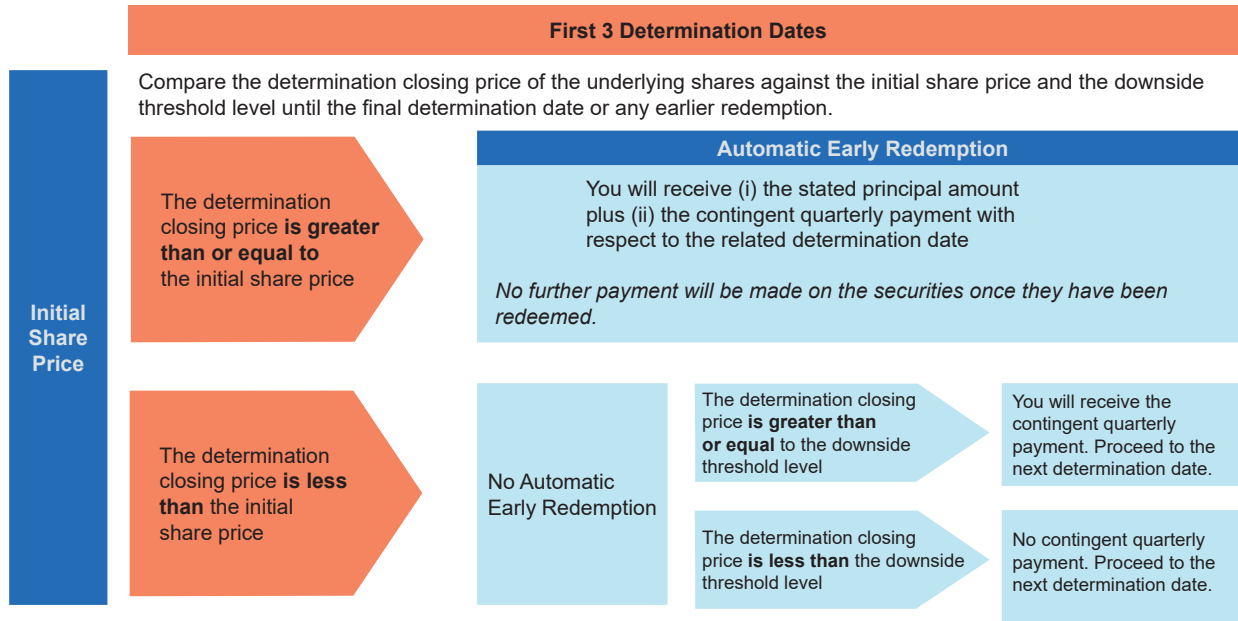 First 3 Determination Dates
Compare the determination closing price of the underlying shares against the initial share price and the downside
threshold level until the final determination date or any earlier redemption.
Initial
Share
Price
The determination
closing price is greater
than or equal to
the initial share price
Automatic Early Redemption
You will receive (i) the stated principal amount
plus (ii) the contingent quarterly payment with
respect to the related determination date
No further payment will be made on the securities once they have been
redeemed.
The determination
closing price is less
than the initial
share price
No Automatic
Early Redemption
The determination closing
price is greater than
or equal to the downside
threshold level
You will receive the
contingent quarterly
payment. Proceed to the
next determination date.
The determination closing
price is less than the downside
threshold level
No contingent quarterly
payment. Proceed to the
next determination date.